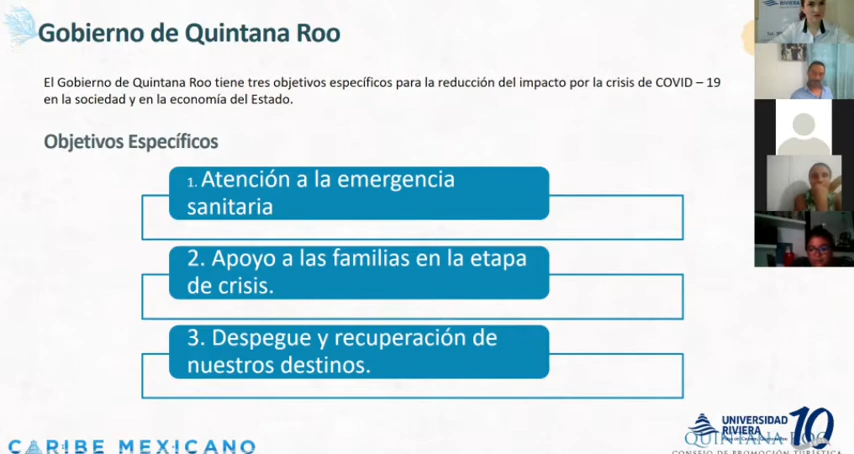 Gobierno de Quintana Roo
El Gobierno de Quintana Roo tiene tres objetivos específicos para la reducción del impacto por la crisis de COVID – 19
en la sociedad y en la economía del Estado.
Objetivos Específicos
1. Atención a la emergencia
sanitaria
2. Apoyo a las familias en la etapa
de crisis.
3. Despegue y recuperación de
nuestros destinos.
CARIBE MEXICANO
UNIVERSIDAD
RIVIERA
10
QUINTANA ROO
CONSEJO DE PROMOCIÓN TURÍSTICA